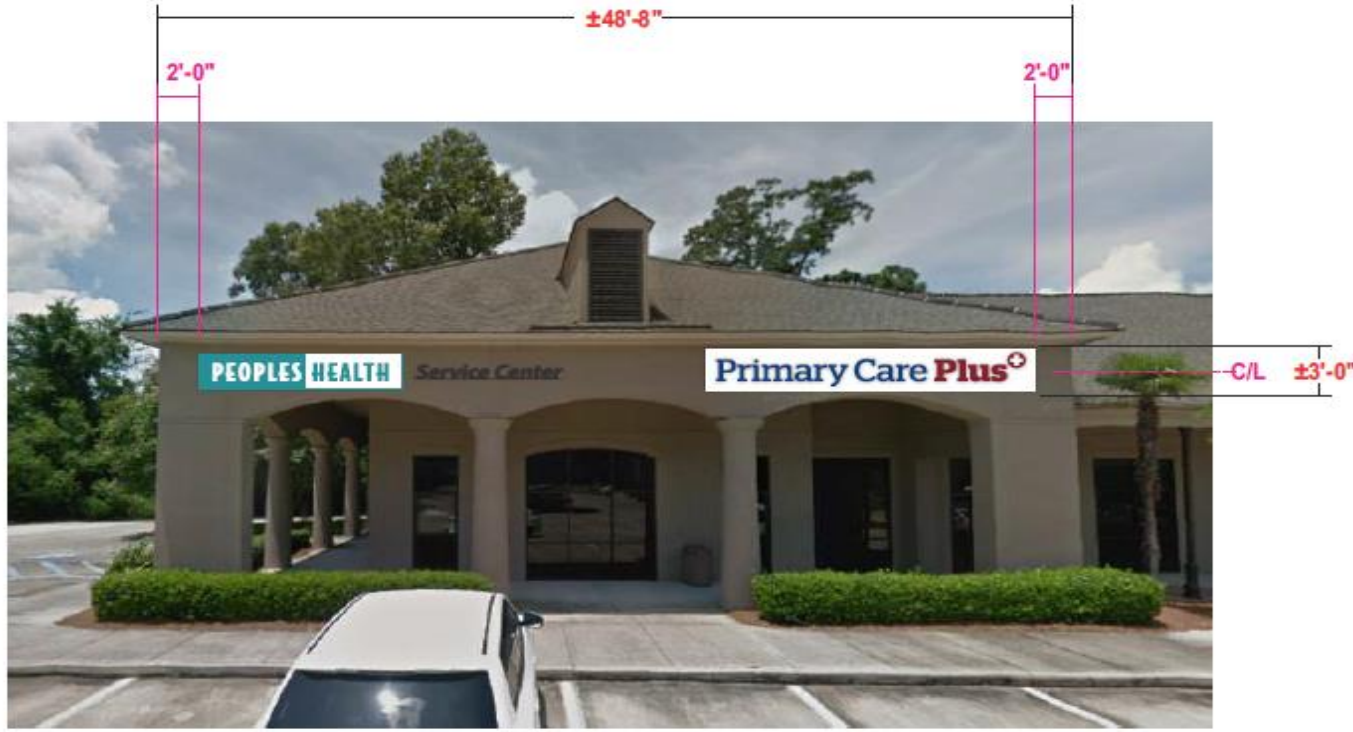 ±48'-8"
2'-0" 2'-0"
PEOPLES HEALTH Service Center Primary Care Plus
C/L ±3'-0"